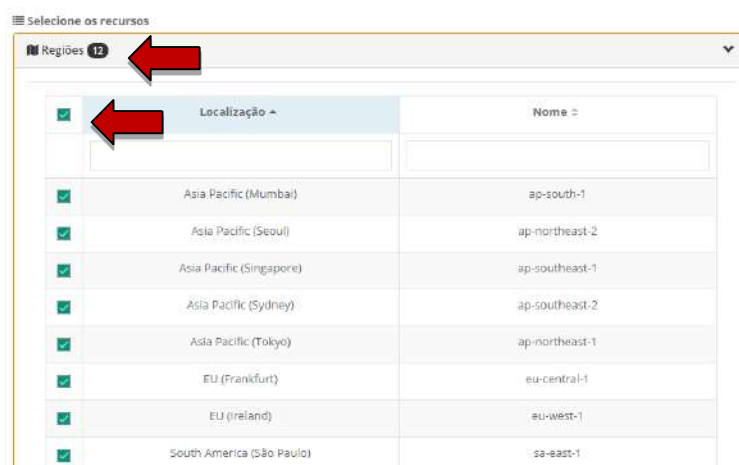 Selecione os recursos
Regiões 12
Localização Nome
Asia Pacific (Mumbai) ap-south-1
Asia Pacific (Seoul) ap-northeast-2
Asia Pacific (Singapore) ap-southeast-1
Asia Pacific (Sydney) ap-southeast-2
Asia Pacific (Tokyo) ap-northeast-1
EU (Frankfurt) eu-central-1
EU (Ireland) eu-west-1
South America (São Paulo) sa-east-1